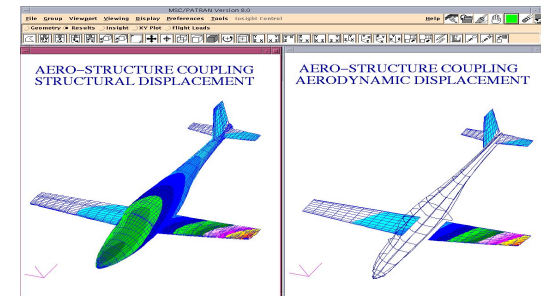 MSC/PATRAN Version 8.0
File Group Viewport Viewing Display Preferences Tools Insight Control Help
Geometry Results Insight XY Plot Flight Loads
AERO-STRUCTURE COUPLING
STRUCTURAL DISPLACEMENT
AERO-STRUCTURE COUPLING
AERODYNAMIC DISPLACEMENT